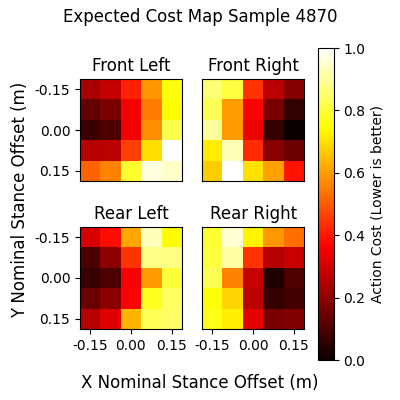 Expected Cost Map Sample 4870
Front Left
Front Right
-0.15
0.00
0.15
Rear Left
Rear Right
-0.15
0.00
0.15
-0.15 0.00 0.15
-0.15 0.00 0.15
X Nominal Stance Offset (m)
Y Nominal Stance Offset (m)
1.0
0.8
0.6
0.4
0.2
0.0
Action Cost (Lower is better)